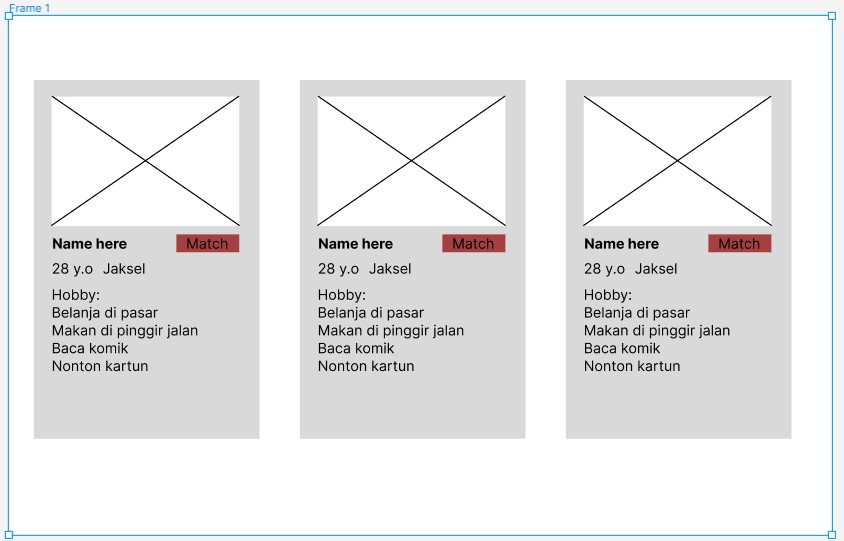 Frame 1
Name here Match
28 y.o Jaksel
Hobby:
Belanja di pasar
Makan di pinggir jalan
Baca komik
Nonton kartun
Name here Match
28 y.o Jaksel
Hobby:
Belanja di pasar
Makan di pinggir jalan
Baca komik
Nonton kartun
Name here Match
28 y.o Jaksel
Hobby:
Belanja di pasar
Makan di pinggir jalan
Baca komik
Nonton kartun